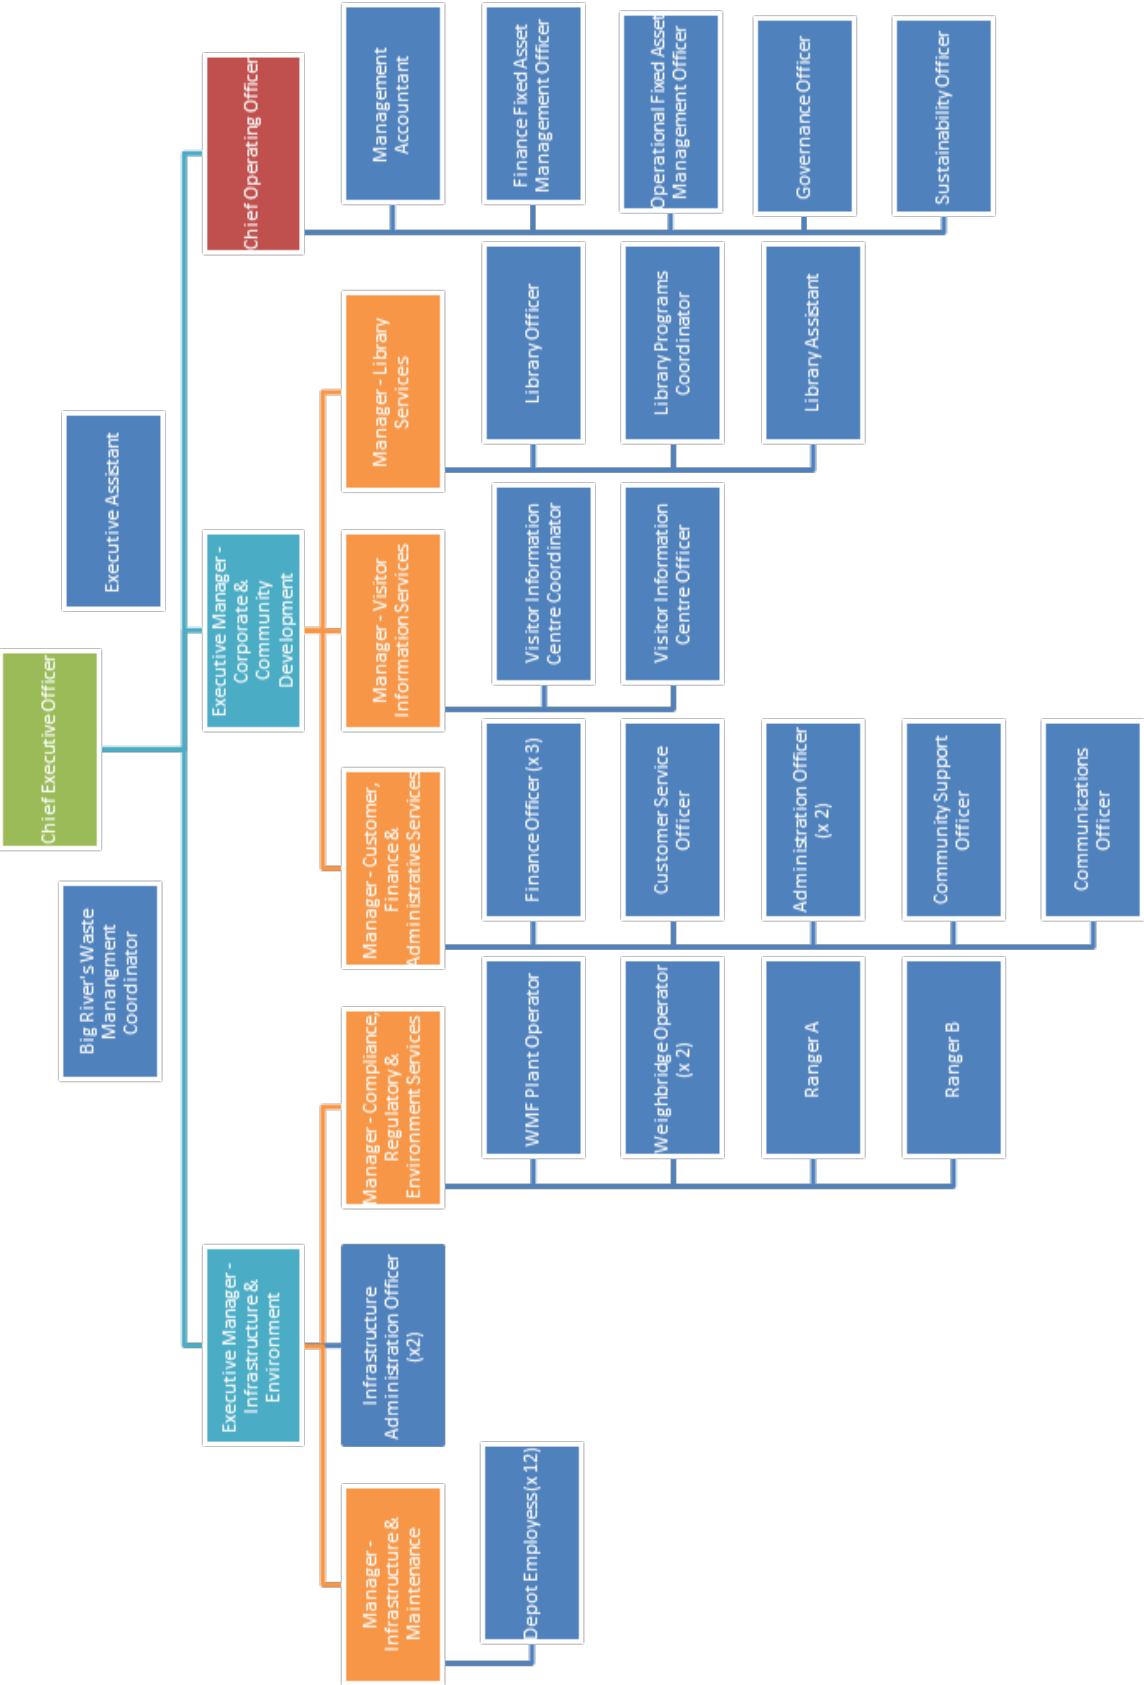 Chief Executive Officer
Big River's Waste
Manangment
Coordinator
Executive Assistant
Executive Manager -
Infrastructure &
Environment
Executive Manager -
Corporate &
Community
Development
Chief Operating Officer
Manager -
Infrastructure &
Maintenance
Infrastructure
Administration Officer
(x2)
Manager - Compliance,
Regulatory &
Environment Services
Manager - Customer,
Finance &
Administrative Services
Manager - Visitor
Information Services
Manager - Library
Services
Management
Accountant
Depot Employess (x 12)
WMF Plant Operator
Weighbridge Operator
(x 2)
Ranger A
Ranger B
Finance Officer (x 3)
Customer Service
Officer
Administration Officer
(x 2)
Community Support
Officer
Communications
Officer
Visitor Information
Centre Coordinator
Visitor Information
Centre Officer
Library Officer
Library Programs
Coordinator
Library Assistant
Finance Fixed Asset
Management Officer
Operational Fixed Asset
Management Officer
Governance Officer
Sustainability Officer